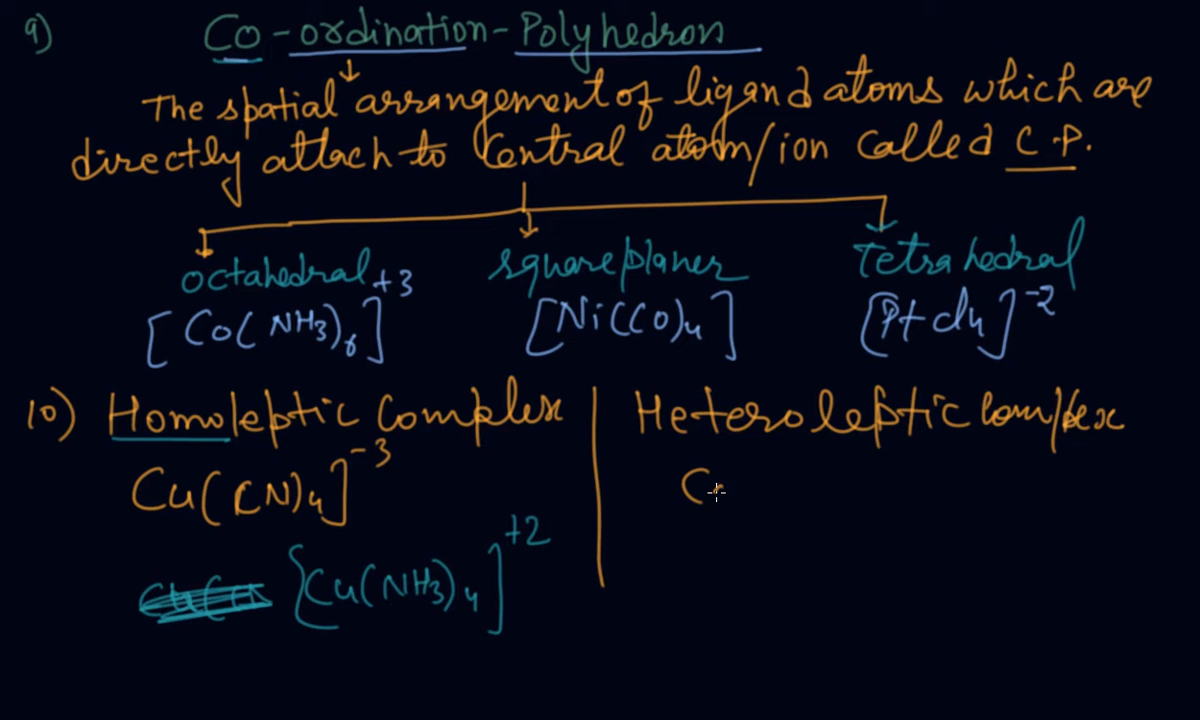 9) Co-ordination-Polyhedron
The spatial arrangement of ligand atoms which are
directly attach to Central atom/ion Called C.P.
octahedral squareplaner Tetrahedral
[Co(NH3)6]+3 [Ni(CO)4] [PtCl4]-2
10) Homoleptic Complex Heteroleptic Complex
Cu(CN)4]-3 Co
[Cu(NH3)4]+2